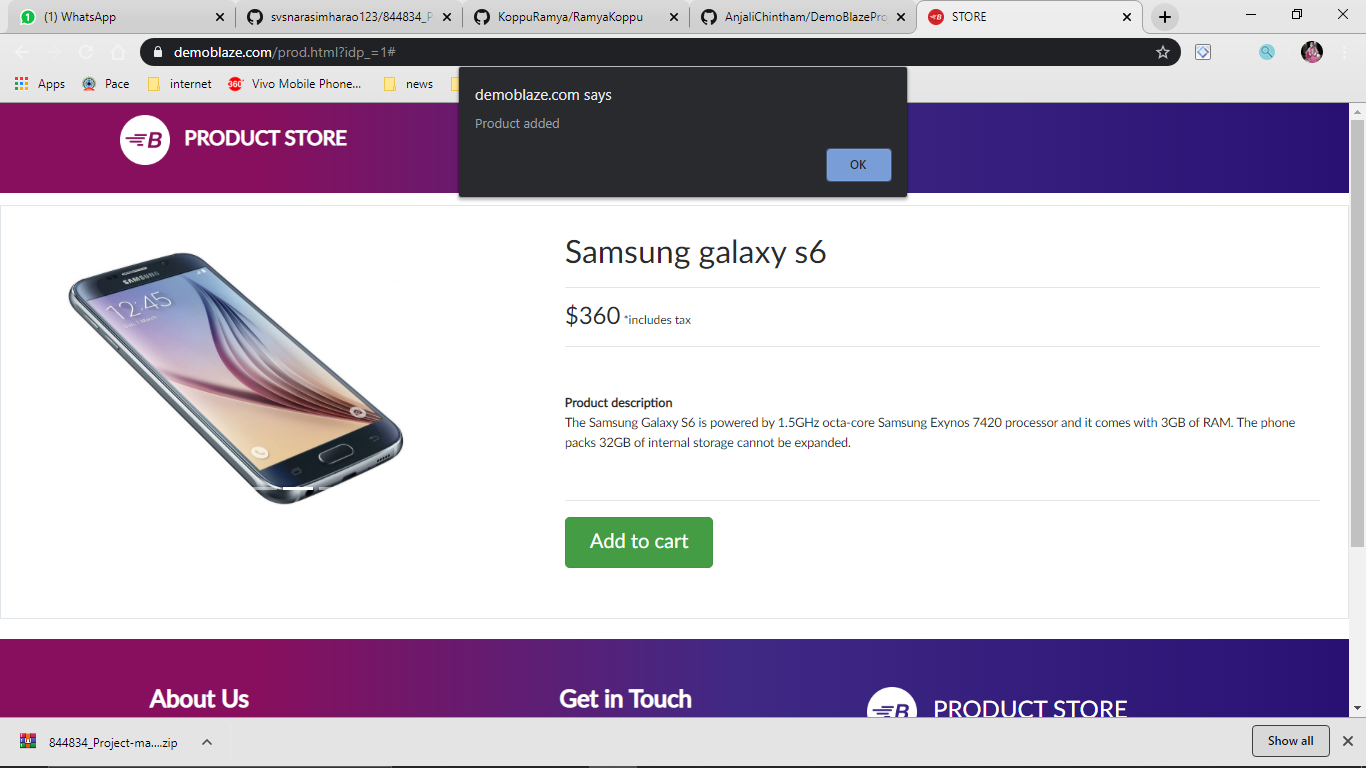 (1) WhatsApp
svsnarasimharao123/844834_P
KoppuRamya/RamyaKoppu
AnjaliChintham/DemoBlazePro
STORE
demoblaze.com/prod.html?idp_=1#
Apps
Pace
internet
360°
Vivo Mobile Phone...
news
demoblaze.com says
Product added
OK
B
PRODUCT STORE
SAMSUNG
12:45
Samsung galaxy s6
$360 *includes tax
Product description
The Samsung Galaxy S6 is powered by 1.5GHz octa-core Samsung Exynos 7420 processor and it comes with 3GB of RAM. The phone
packs 32GB of internal storage cannot be expanded.
Add to cart
About Us
Get in Touch
B
PRODUCT STORE
844834_Project-ma....zip
Show all